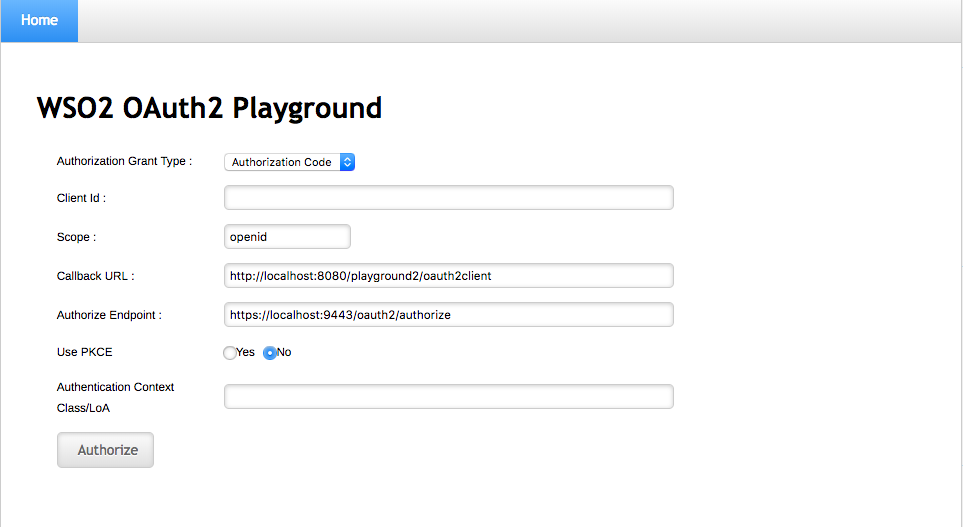 Home
WSO2 OAuth2 Playground
Authorization Grant Type : Authorization Code
Client Id :
Scope : openid
Callback URL : http://localhost:8080/playground2/oauth2client
Authorize Endpoint : https://localhost:9443/oauth2/authorize
Use PKCE Yes No
Authentication Context
Class/LoA
Authorize